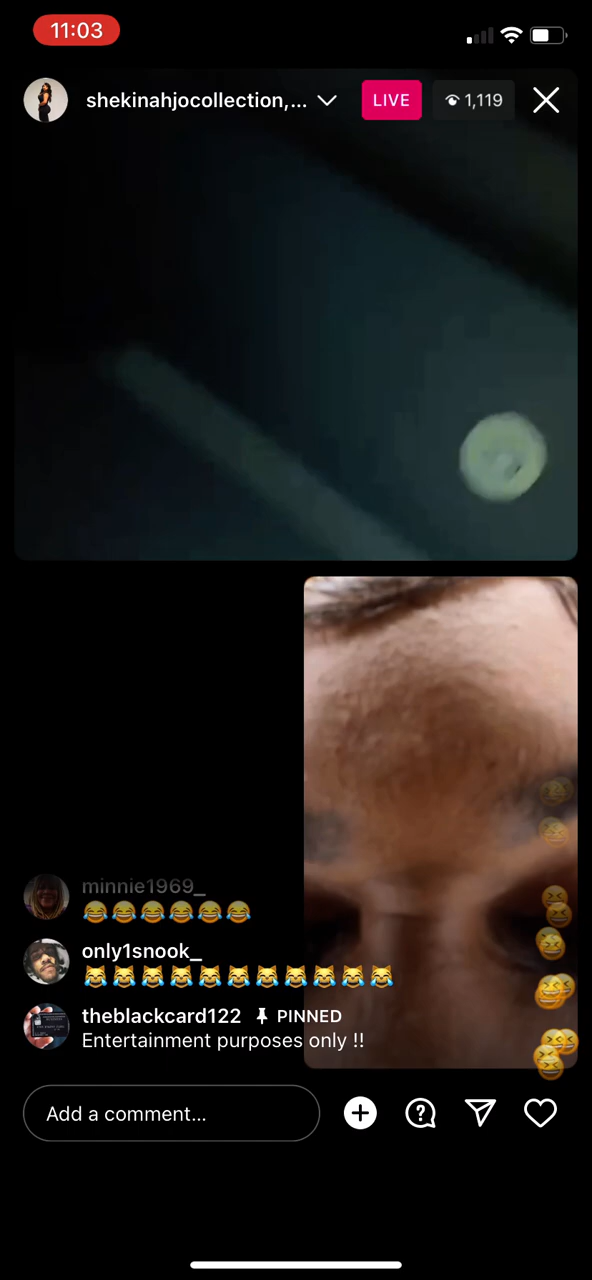 11:03
shekinahjocollection,...
LIVE
1,119
minnie1969_
😂😂😂😂😂😂
only1snook_
😹😹😹😹😹😹😹😹😹😹😹
theblackcard122 PINNED
Entertainment purposes only !!
Add a comment...